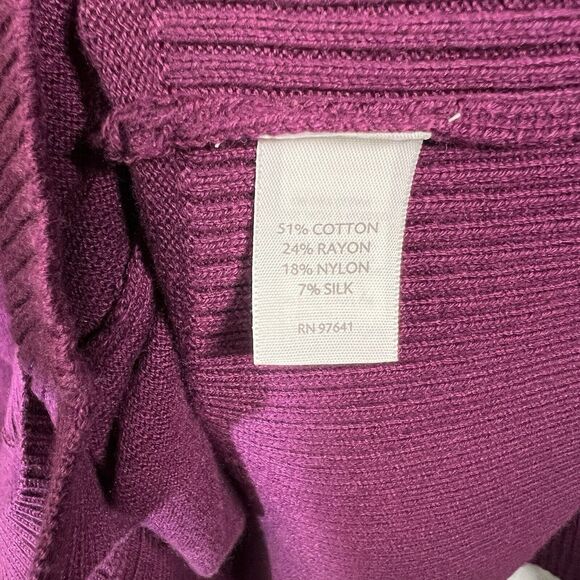 51% COTTON
24% RAYON
18% NYLON
7% SILK
RN 97641